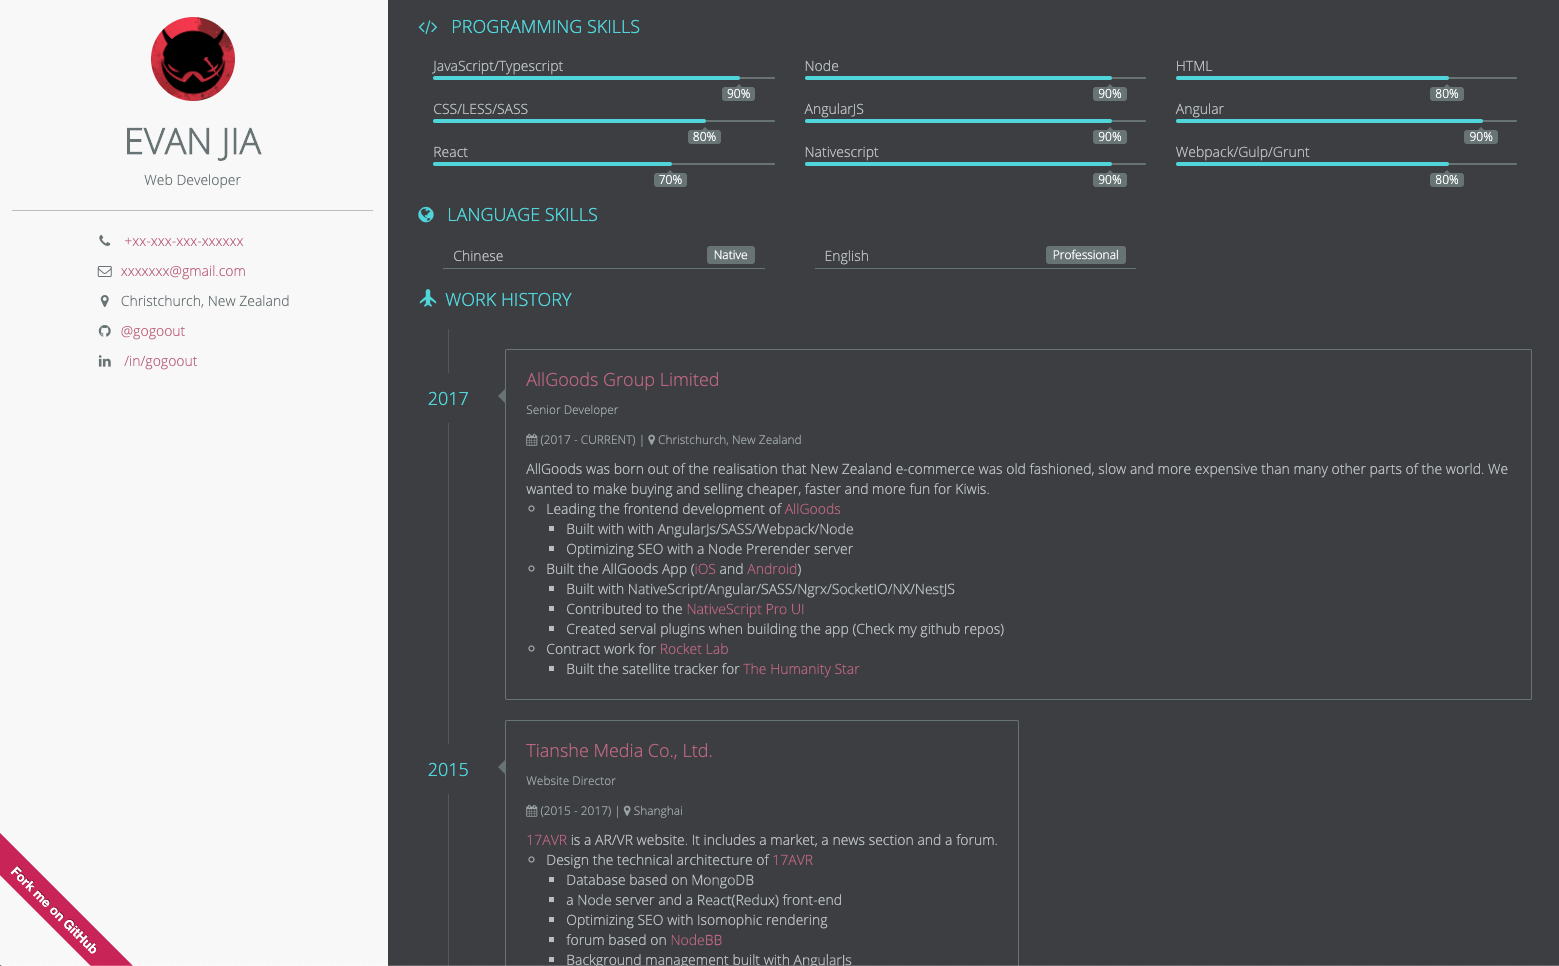 EVAN JIA
Web Developer
+xx-xxx-xxx-xxxxxx
xxxxxxx@gmail.com
Christchurch, New Zealand
@gogoout
/in/gogoout
Fork me on GitHub
PROGRAMMING SKILLS
JavaScript/Typescript
90%
Node
90%
HTML
80%
CSS/LESS/SASS
80%
AngularJS
90%
Angular
90%
React
70%
Nativescript
90%
Webpack/Gulp/Grunt
80%
LANGUAGE SKILLS
Chinese Native
English Professional
WORK HISTORY
2017
AllGoods Group Limited
Senior Developer
(2017 - CURRENT) | Christchurch, New Zealand
AllGoods was born out of the realisation that New Zealand e-commerce was old fashioned, slow and more expensive than many other parts of the world. We
wanted to make buying and selling cheaper, faster and more fun for Kiwis.
Leading the frontend development of AllGoods
Built with with AngularJs/SASS/Webpack/Node
Optimizing SEO with a Node Prerender server
Built the AllGoods App (iOS and Android)
Built with NativeScript/Angular/SASS/Ngrx/SocketIO/NX/NestJS
Contributed to the NativeScript Pro UI
Created serval plugins when building the app (Check my github repos)
Contract work for Rocket Lab
Built the satellite tracker for The Humanity Star
2015
Tianshe Media Co., Ltd.
Website Director
(2015 - 2017) | Shanghai
17AVR is a AR/VR website. It includes a market, a news section and a forum.
Design the technical architecture of 17AVR
Database based on MongoDB
a Node server and a React(Redux) front-end
Optimizing SEO with Isomophic rendering
forum based on NodeBB
Background management built with AngularJs